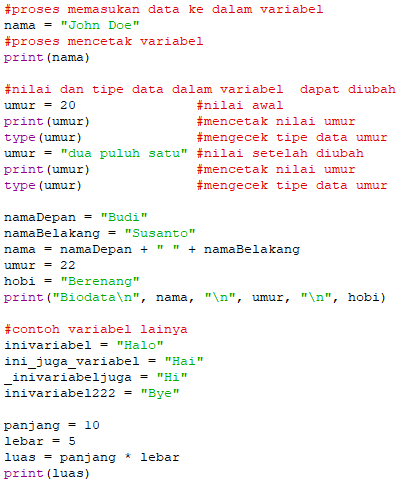 #proses memasukan data ke dalam variabel
nama = "John Doe"
#proses mencetak variabel
print(nama)

#nilai dan tipe data dalam variabel  dapat diubah
umur = 20               #nilai awal
print(umur)             #mencetak nilai umur
type(umur)              #mengecek tipe data umur
umur = "dua puluh satu" #nilai setelah diubah
print(umur)             #mencetak nilai umur
type(umur)              #mengecek tipe data umur

namaDepan = "Budi"
namaBelakang = "Susanto"
nama = namaDepan + " " + namaBelakang
umur = 22
hobi = "Berenang"
print("Biodata\n", nama, "\n", umur, "\n", hobi)

#contoh variabel lainya
inivariabel = "Halo"
ini_juga_variabel = "Hai"
_inivariabeljuga = "Hi"
inivariabel222 = "Bye"

panjang = 10
lebar = 5
luas = panjang * lebar
print(luas)